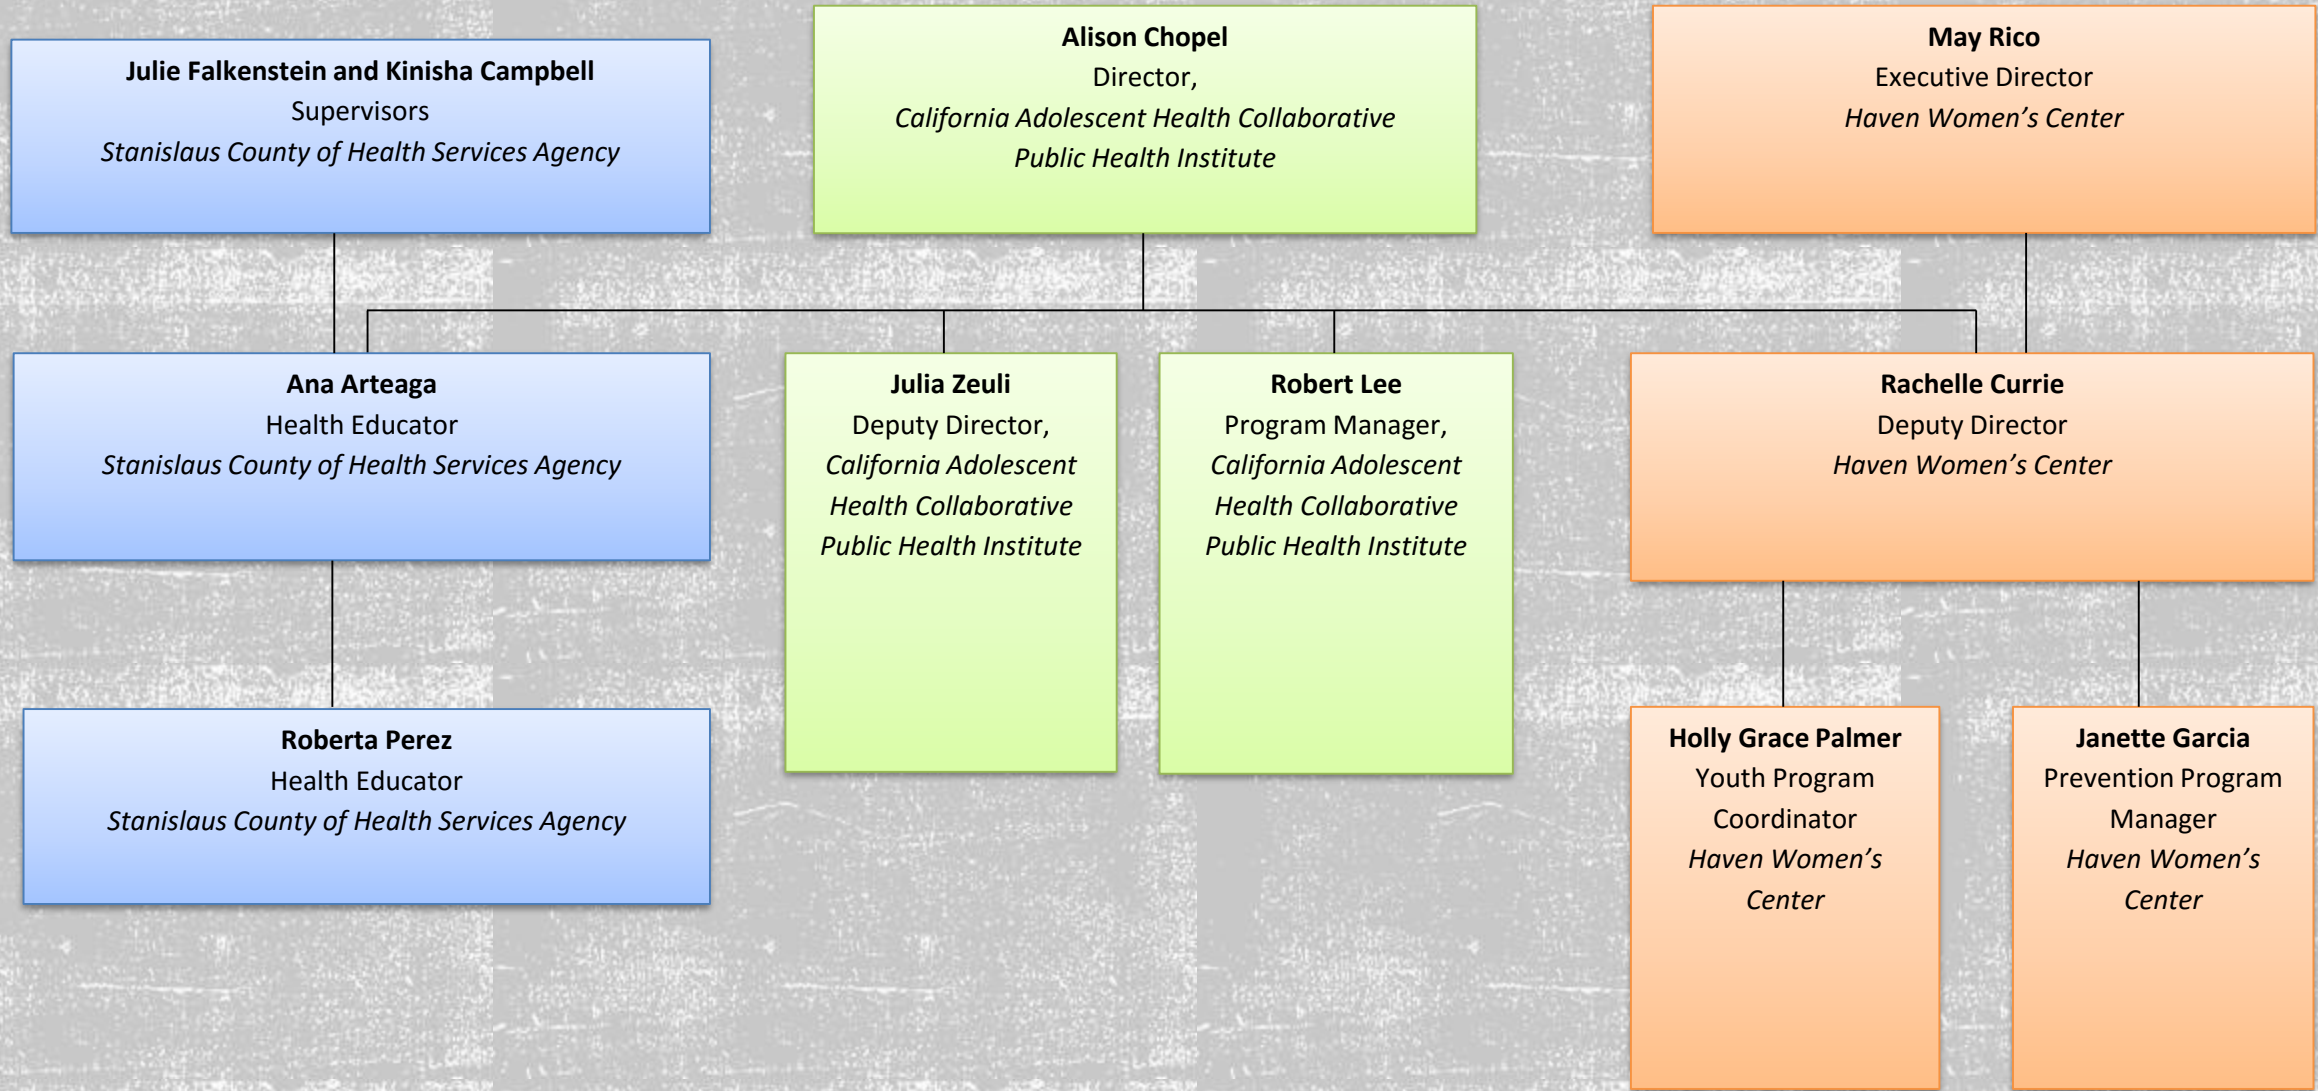 Julie Falkenstein and Kinisha Campbell
Supervisors
Stanislaus County of Health Services Agency
Alison Chopel
Director,
California Adolescent Health Collaborative
Public Health Institute
May Rico
Executive Director
Haven Women’s Center
Ana Arteaga
Health Educator
Stanislaus County of Health Services Agency
Julia Zeuli
Deputy Director,
California Adolescent
Health Collaborative
Public Health Institute
Robert Lee
Program Manager,
California Adolescent
Health Collaborative
Public Health Institute
Rachelle Currie
Deputy Director
Haven Women’s Center
Roberta Perez
Health Educator
Stanislaus County of Health Services Agency
Holly Grace Palmer
Youth Program
Coordinator
Haven Women’s
Center
Janette Garcia
Prevention Program
Manager
Haven Women’s
Center